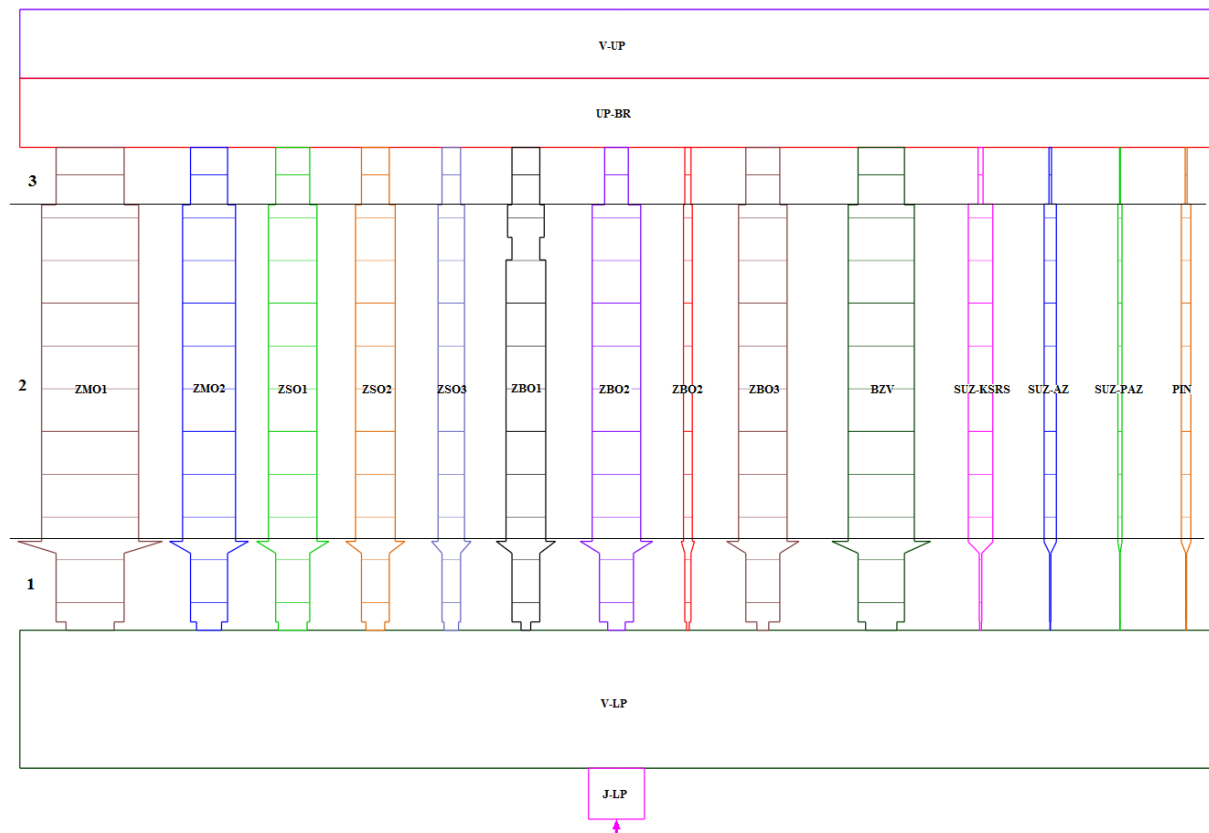 V-UP
UP-BR
3
2
ZMO1 ZMO2 ZSO1 ZSO2 ZSO3 ZBO1 ZBO2 ZBO2 ZBO3 BZV SUZ-KSRS SUZ-AZ SUZ-PAZ PIN
1
V-LP
J-LP